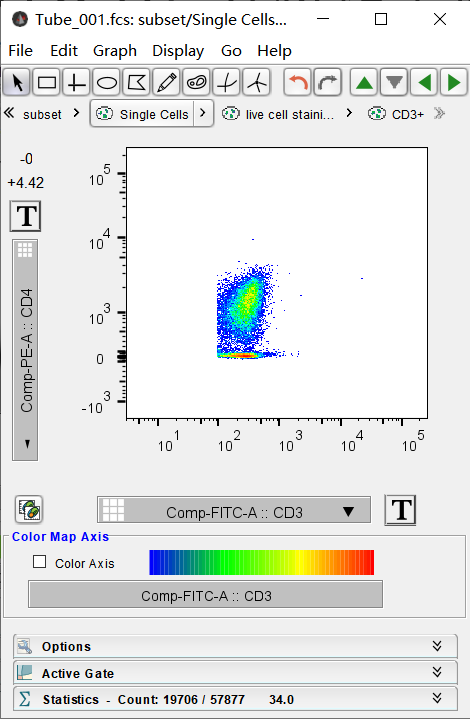 Tube_001.fcs: subset/Single Cells...
File Edit Graph Display Go Help
T
subset Single Cells live cell staini... CD3+
-0
+4.42
T
Comp-PE-A :: CD4
10^5
10^4
10^3
0
-10^3
10^1 10^2 10^3 10^4 10^5
Comp-FITC-A :: CD3
T
Color Map Axis
Color Axis
Comp-FITC-A :: CD3
Options
Active Gate
Σ Statistics - Count: 19706 / 57877 34.0